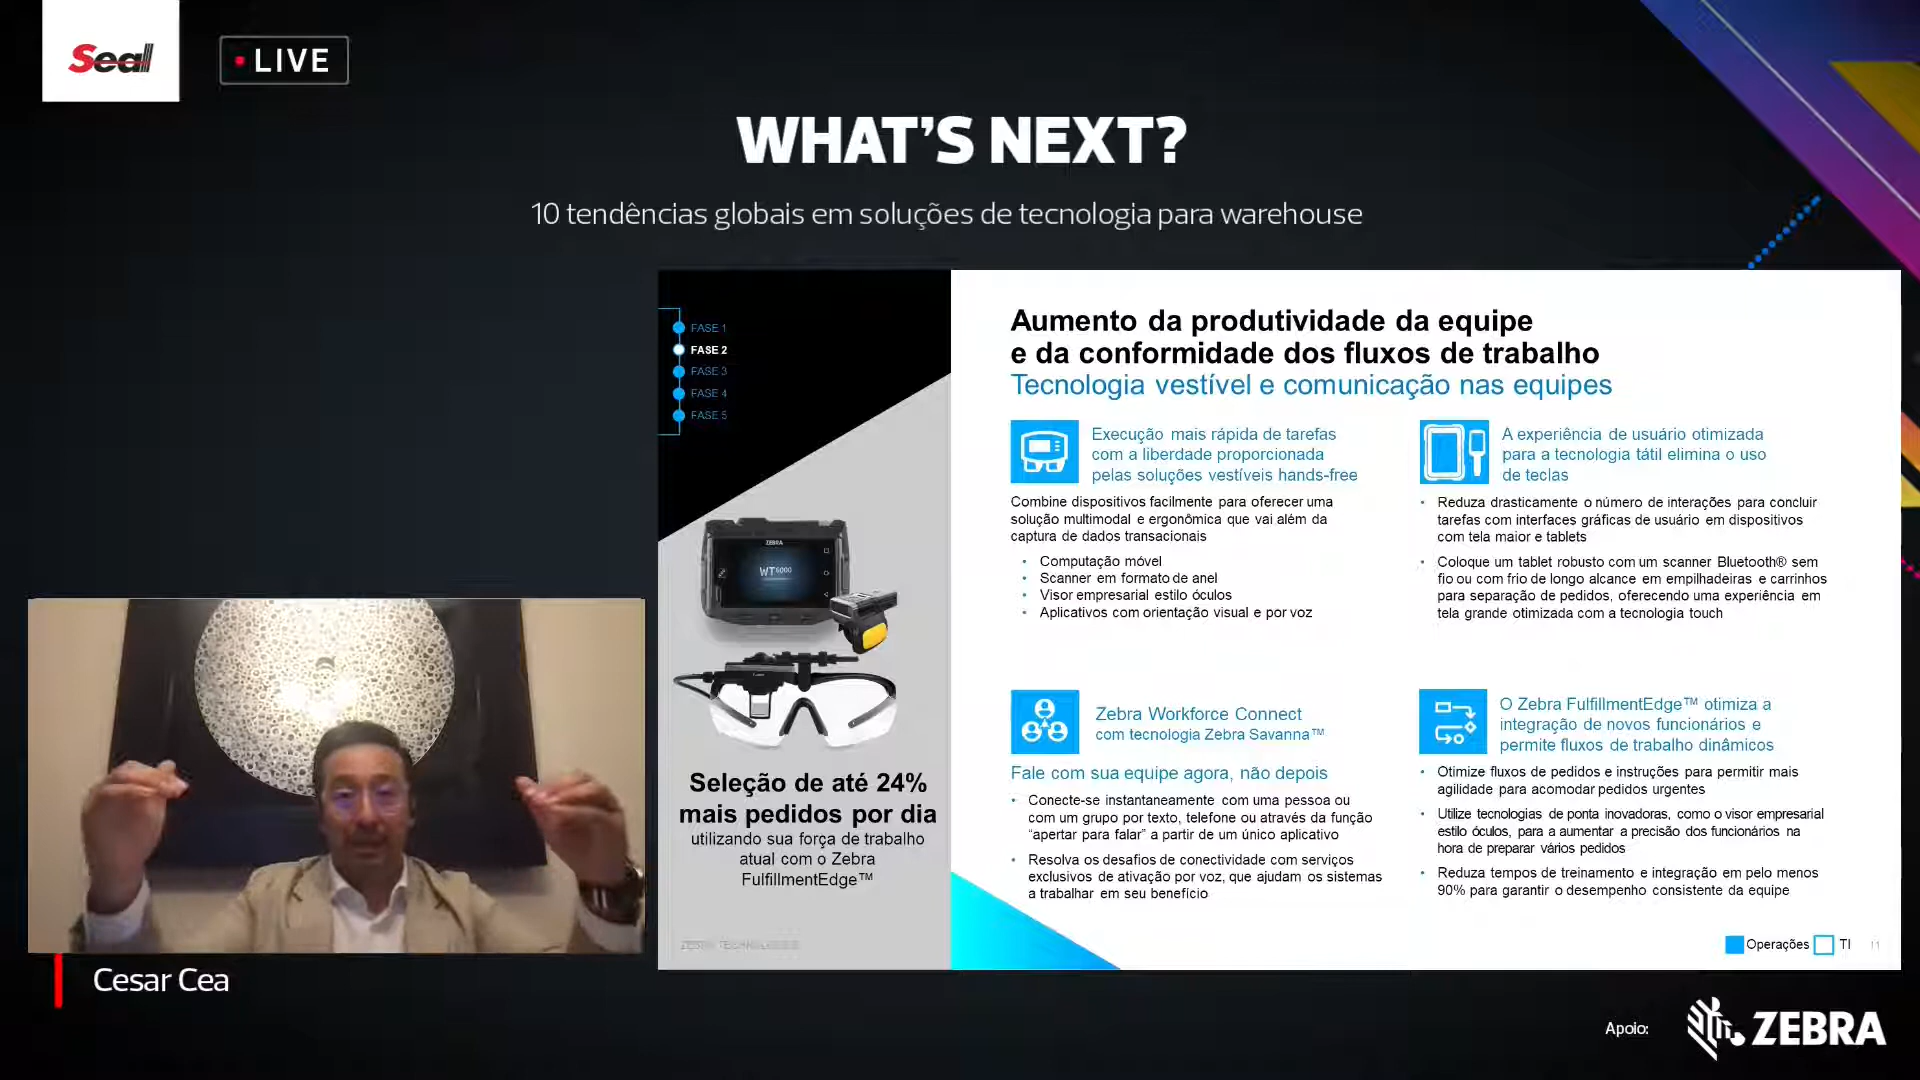 Seal
LIVE
WHAT'S NEXT?
10 tendências globais em soluções de tecnologia para warehouse
FASE 1
FASE 2
FASE 3
FASE 4
FASE 5
ZEBRA
WT6000
Seleção de até 24%
mais pedidos por dia
utilizando sua força de trabalho
atual com o Zebra
FulfillmentEdge™
ZEBRA TECHNOLOGIES
Aumento da produtividade da equipe
e da conformidade dos fluxos de trabalho
Tecnologia vestível e comunicação nas equipes
Execução mais rápida de tarefas
com a liberdade proporcionada
pelas soluções vestíveis hands-free
Combine dispositivos facilmente para oferecer uma
solução multimodal e ergonômica que vai além da
captura de dados transacionais
• Computação móvel
• Scanner em formato de anel
• Visor empresarial estilo óculos
• Aplicativos com orientação visual e por voz
A experiência de usuário otimizada
para a tecnologia tátil elimina o uso
de teclas
• Reduza drasticamente o número de interações para concluir
tarefas com interfaces gráficas de usuário em dispositivos
com tela maior e tablets
• Coloque um tablet robusto com um scanner Bluetooth® sem
fio ou com frio de longo alcance em empilhadeiras e carrinhos
para separação de pedidos, oferecendo uma experiência em
tela grande otimizada com a tecnologia touch
Zebra Workforce Connect
com tecnologia Zebra Savanna™
Fale com sua equipe agora, não depois
• Conecte-se instantaneamente com uma pessoa ou
com um grupo por texto, telefone ou através da função
“apertar para falar” a partir de um único aplicativo
• Resolva os desafios de conectividade com serviços
exclusivos de ativação por voz, que ajudam os sistemas
a trabalhar em seu benefício
O Zebra FulfillmentEdge™ otimiza a
integração de novos funcionários e
permite fluxos de trabalho dinâmicos
• Otimize fluxos de pedidos e instruções para permitir mais
agilidade para acomodar pedidos urgentes
• Utilize tecnologias de ponta inovadoras, como o visor empresarial
estilo óculos, para a aumentar a precisão dos funcionários na
hora de preparar vários pedidos
• Reduza tempos de treinamento e integração em pelo menos
90% para garantir o desempenho consistente da equipe
Operações TI 11
Cesar Cea
Apoio:
ZEBRA